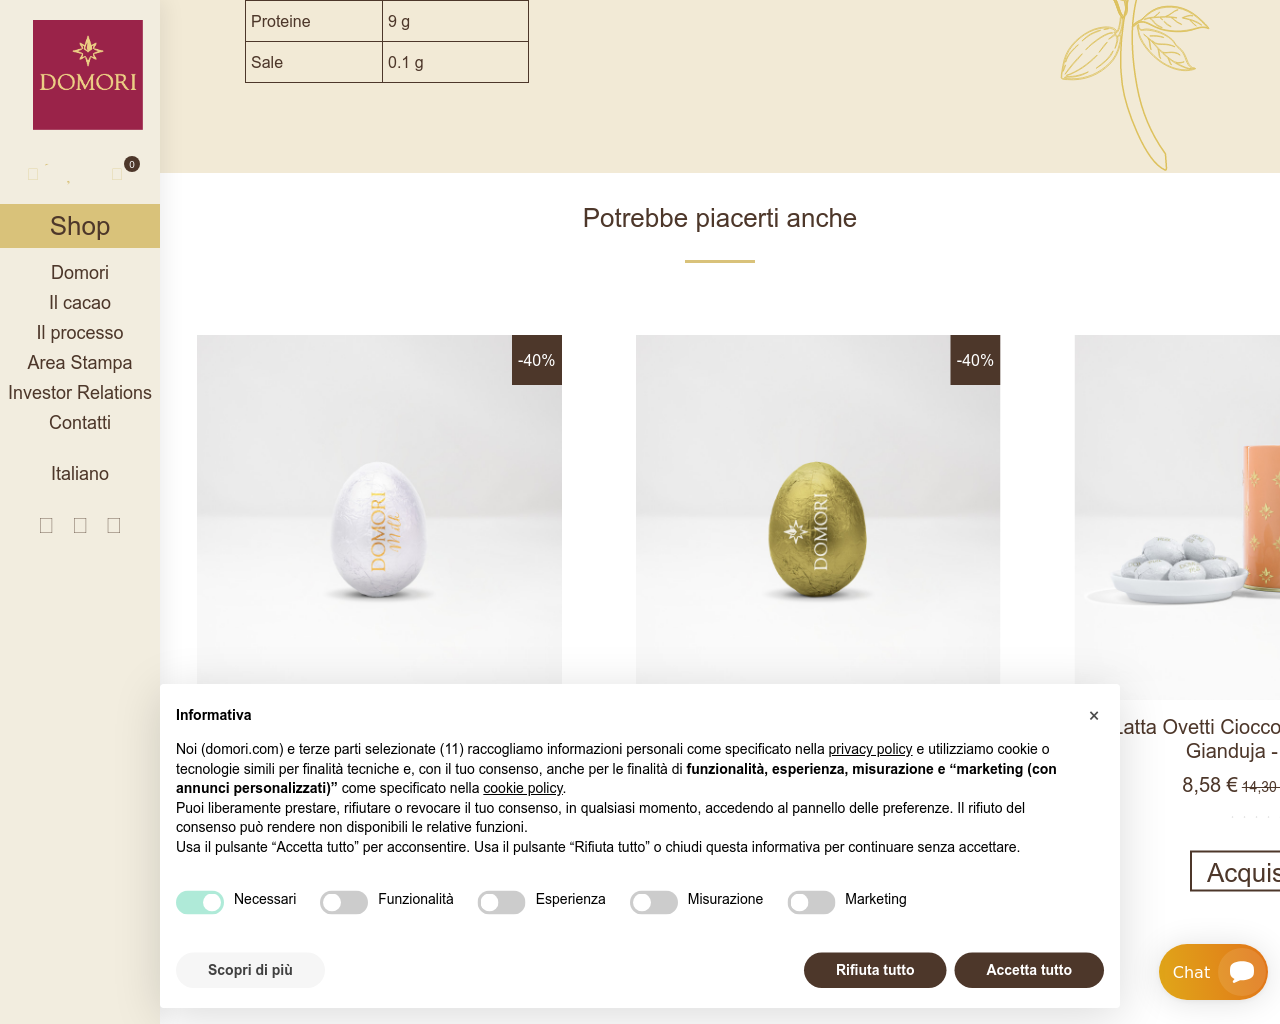 DOMORI
0
Shop
Domori
Il cacao
Il processo
Area Stampa
Investor Relations
Contatti
Italiano
Proteine 9 g
Sale 0.1 g
Potrebbe piacerti anche
-40%
DOMORI
Milk
-40%
DOMORI
Latta Ovetti
Gianduja -
8,58 € 14,30
Informativa
×
Noi (domori.com) e terze parti selezionate (11) raccogliamo informazioni personali come specificato nella privacy policy e utilizziamo cookie o
tecnologie simili per finalità tecniche e, con il tuo consenso, anche per le finalità di funzionalità, esperienza, misurazione e “marketing (con
annunci personalizzati)” come specificato nella cookie policy.
Puoi liberamente prestare, rifiutare o revocare il tuo consenso, in qualsiasi momento, accedendo al pannello delle preferenze. Il rifiuto del
consenso può rendere non disponibili le relative funzioni.
Usa il pulsante “Accetta tutto” per acconsentire. Usa il pulsante “Rifiuta tutto” o chiudi questa informativa per continuare senza accettare.
Necessari Funzionalità Esperienza Misurazione Marketing
Scopri di più Rifiuta tutto Accetta tutto
Chat